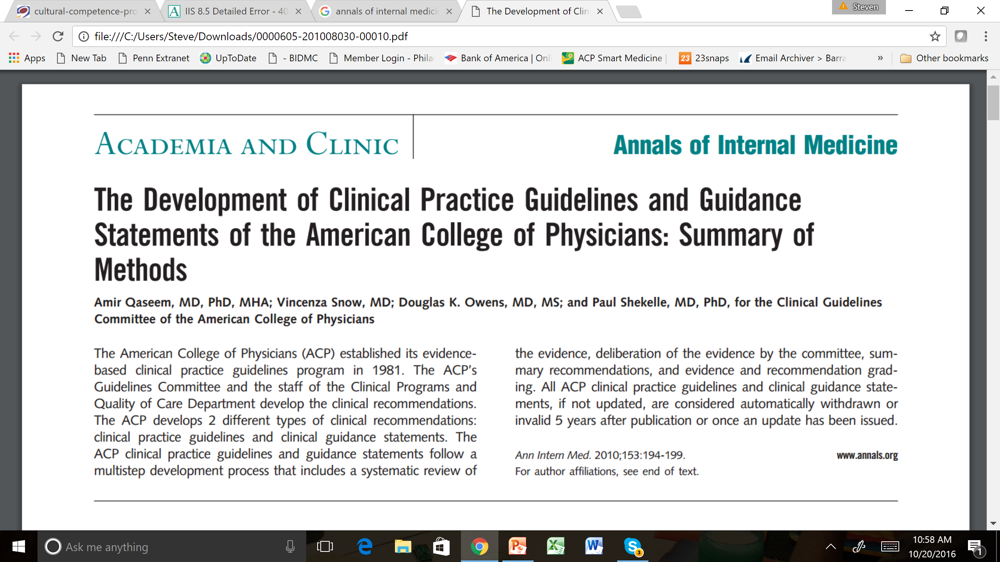 cultural-competence-pro
IIS 8.5 Detailed Error - 40
annals of internal medici
The Development of Clin
Steven
file:///C:/Users/Steve/Downloads/0000605-201008030-00010.pdf
Apps
New Tab
Penn Extranet
UpToDate
- BIDMC
Member Login - Phila
Bank of America | Onli
ACP Smart Medicine |
23
23snaps
Email Archiver > Barra
»
Other bookmarks
ACADEMIA AND CLINIC
Annals of Internal Medicine
The Development of Clinical Practice Guidelines and Guidance
Statements of the American College of Physicians: Summary of
Methods
Amir Qaseem, MD, PhD, MHA; Vincenza Snow, MD; Douglas K. Owens, MD, MS; and Paul Shekelle, MD, PhD, for the Clinical Guidelines
Committee of the American College of Physicians
The American College of Physicians (ACP) established its evidence-
based clinical practice guidelines program in 1981. The ACP's
Guidelines Committee and the staff of the Clinical Programs and
Quality of Care Department develop the clinical recommendations.
The ACP develops 2 different types of clinical recommendations:
clinical practice guidelines and clinical guidance statements. The
ACP clinical practice guidelines and guidance statements follow a
multistep development process that includes a systematic review of
the evidence, deliberation of the evidence by the committee, sum-
mary recommendations, and evidence and recommendation grad-
ing. All ACP clinical practice guidelines and clinical guidance state-
ments, if not updated, are considered automatically withdrawn or
invalid 5 years after publication or once an update has been issued.
Ann Intern Med. 2010;153:194-199.
www.annals.org
For author affiliations, see end of text.
Ask me anything
3
10:58 AM
10/20/2016
1